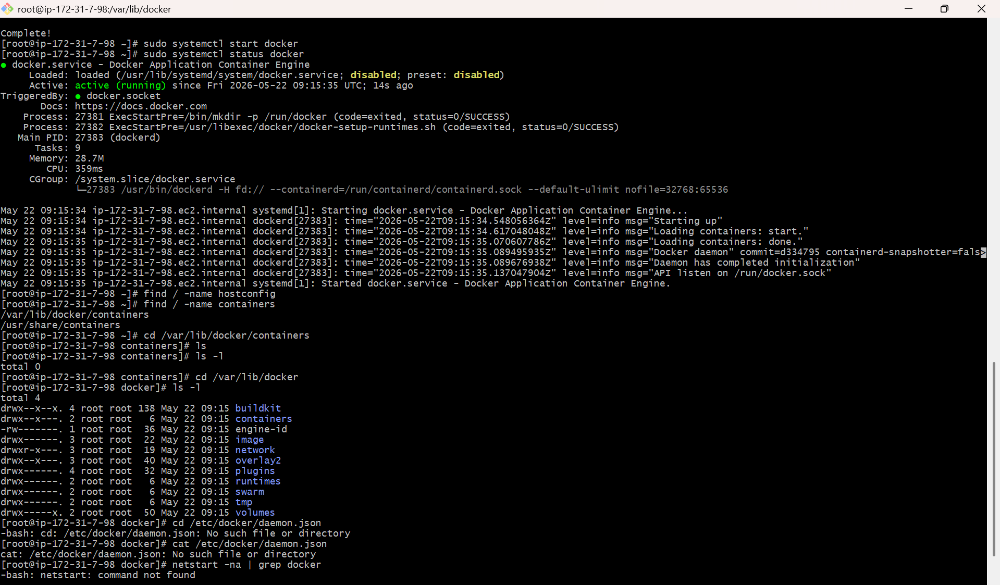 root@ip-172-31-7-98:/var/lib/docker
Complete!
[root@ip-172-31-7-98 ~]# sudo systemctl start docker
[root@ip-172-31-7-98 ~]# sudo systemctl status docker
● docker.service - Docker Application Container Engine
     Loaded: loaded (/usr/lib/systemd/system/docker.service; disabled; preset: disabled)
     Active: active (running) since Fri 2026-05-22 09:15:35 UTC; 14s ago
TriggeredBy: ● docker.socket
       Docs: https://docs.docker.com
    Process: 27381 ExecStartPre=/bin/mkdir -p /run/docker (code=exited, status=0/SUCCESS)
    Process: 27382 ExecStartPre=/usr/libexec/docker/docker-setup-runtimes.sh (code=exited, status=0/SUCCESS)
   Main PID: 27383 (dockerd)
      Tasks: 9
     Memory: 28.7M
        CPU: 359ms
     CGroup: /system.slice/docker.service
             └─27383 /usr/bin/dockerd -H fd:// --containerd=/run/containerd/containerd.sock --default-ulimit nofile=32768:65536
May 22 09:15:34 ip-172-31-7-98.ec2.internal systemd[1]: Starting docker.service - Docker Application Container Engine...
May 22 09:15:34 ip-172-31-7-98.ec2.internal dockerd[27383]: time="2026-05-22T09:15:34.548056364Z" level=info msg="Starting up"
May 22 09:15:34 ip-172-31-7-98.ec2.internal dockerd[27383]: time="2026-05-22T09:15:34.617048048Z" level=info msg="Loading containers: start."
May 22 09:15:35 ip-172-31-7-98.ec2.internal dockerd[27383]: time="2026-05-22T09:15:35.070607786Z" level=info msg="Loading containers: done."
May 22 09:15:35 ip-172-31-7-98.ec2.internal dockerd[27383]: time="2026-05-22T09:15:35.089495935Z" level=info msg="Docker daemon" commit=d334795 containerd-snapshotter=fals>
May 22 09:15:35 ip-172-31-7-98.ec2.internal dockerd[27383]: time="2026-05-22T09:15:35.089676938Z" level=info msg="Daemon has completed initialization"
May 22 09:15:35 ip-172-31-7-98.ec2.internal dockerd[27383]: time="2026-05-22T09:15:35.137047904Z" level=info msg="API listen on /run/docker.sock"
May 22 09:15:35 ip-172-31-7-98.ec2.internal systemd[1]: Started docker.service - Docker Application Container Engine.
[root@ip-172-31-7-98 ~]# find / -name hostconfig
[root@ip-172-31-7-98 ~]# find / -name containers
/var/lib/docker/containers
/usr/share/containers
[root@ip-172-31-7-98 ~]# cd /var/lib/docker/containers
[root@ip-172-31-7-98 containers]# ls
[root@ip-172-31-7-98 containers]# ls -l
total 0
[root@ip-172-31-7-98 containers]# cd /var/lib/docker
[root@ip-172-31-7-98 docker]# ls -l
total 4
drwx--x--x. 4 root root 138 May 22 09:15 buildkit
drwx--x---. 2 root root   6 May 22 09:15 containers
-rw-------. 1 root root  36 May 22 09:15 engine-id
drwx------. 3 root root  22 May 22 09:15 image
drwxr-x---. 3 root root  19 May 22 09:15 network
drwx--x---. 3 root root  40 May 22 09:15 overlay2
drwx------. 4 root root  32 May 22 09:15 plugins
drwx------. 2 root root   6 May 22 09:15 runtimes
drwx------. 2 root root   6 May 22 09:15 swarm
drwx------. 2 root root   6 May 22 09:15 tmp
drwx-----x. 2 root root  50 May 22 09:15 volumes
[root@ip-172-31-7-98 docker]# cd /etc/docker/daemon.json
-bash: cd: /etc/docker/daemon.json: No such file or directory
[root@ip-172-31-7-98 docker]# cat /etc/docker/daemon.json
cat: /etc/docker/daemon.json: No such file or directory
[root@ip-172-31-7-98 docker]# netstart -na | grep docker
-bash: netstart: command not found